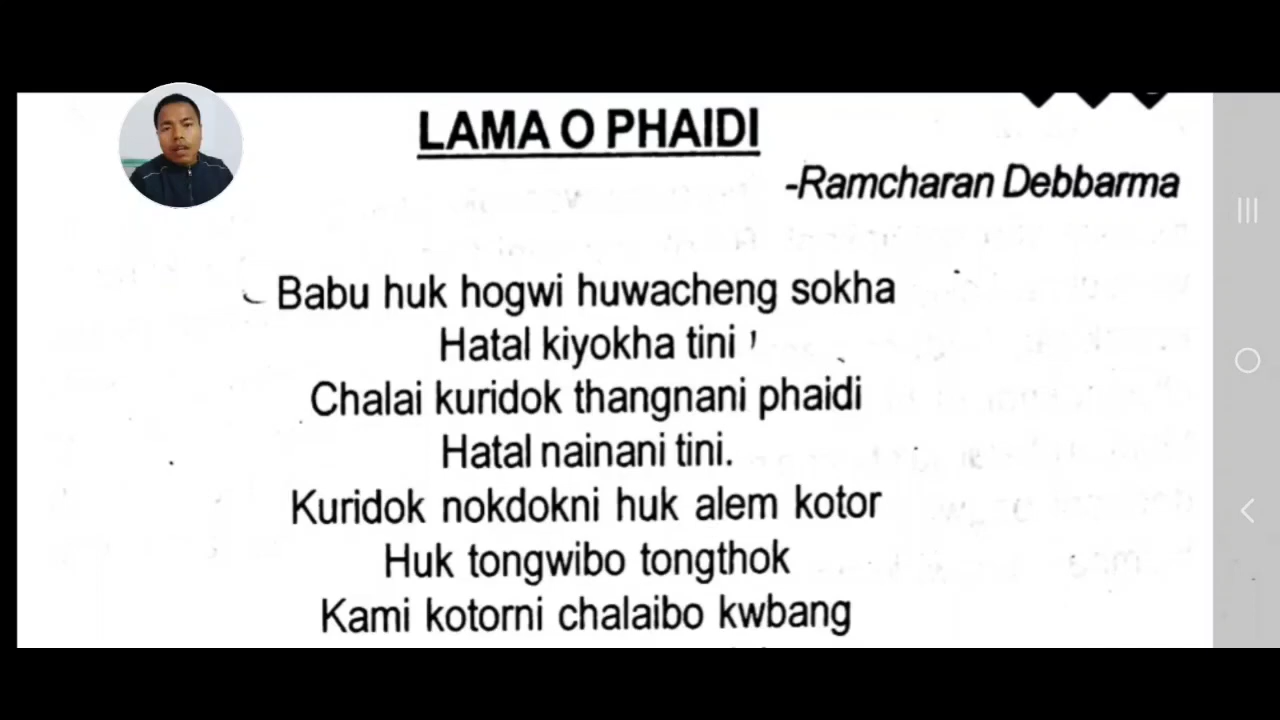 LAMA O PHAIDI
-Ramcharan Debbarma
Babu huk hogwi huwacheng sokha
Hatal kiyokha tini
Chalai kuridok thangnani phaidi
Hatal nainani tini.
Kuridok nokdokni huk alem kotor
Huk tongwibo tongthok
Kami kotorni chalaibo kwbang